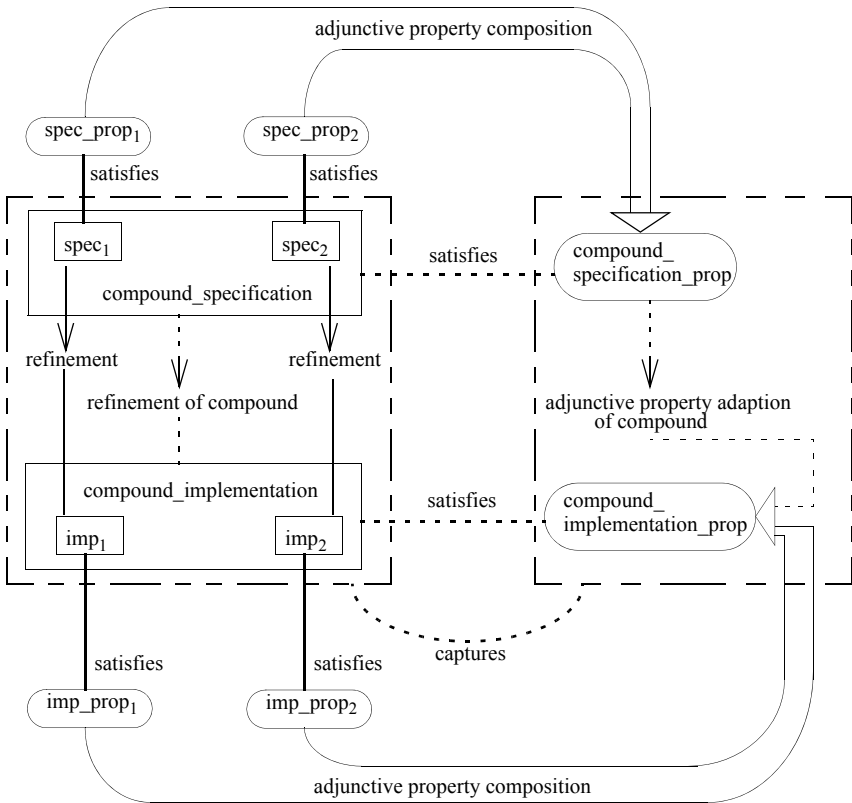 adjunctive property composition
spec_prop1
spec_prop2
satisfies
satisfies
spec1
spec2
compound_specification
satisfies
compound_
specification_prop
refinement
refinement
refinement of compound
adjunctive property adaption
of compound
compound_implementation
satisfies
compound_
implementation_prop
imp1
imp2
captures
satisfies
satisfies
imp_prop1
imp_prop2
adjunctive property composition